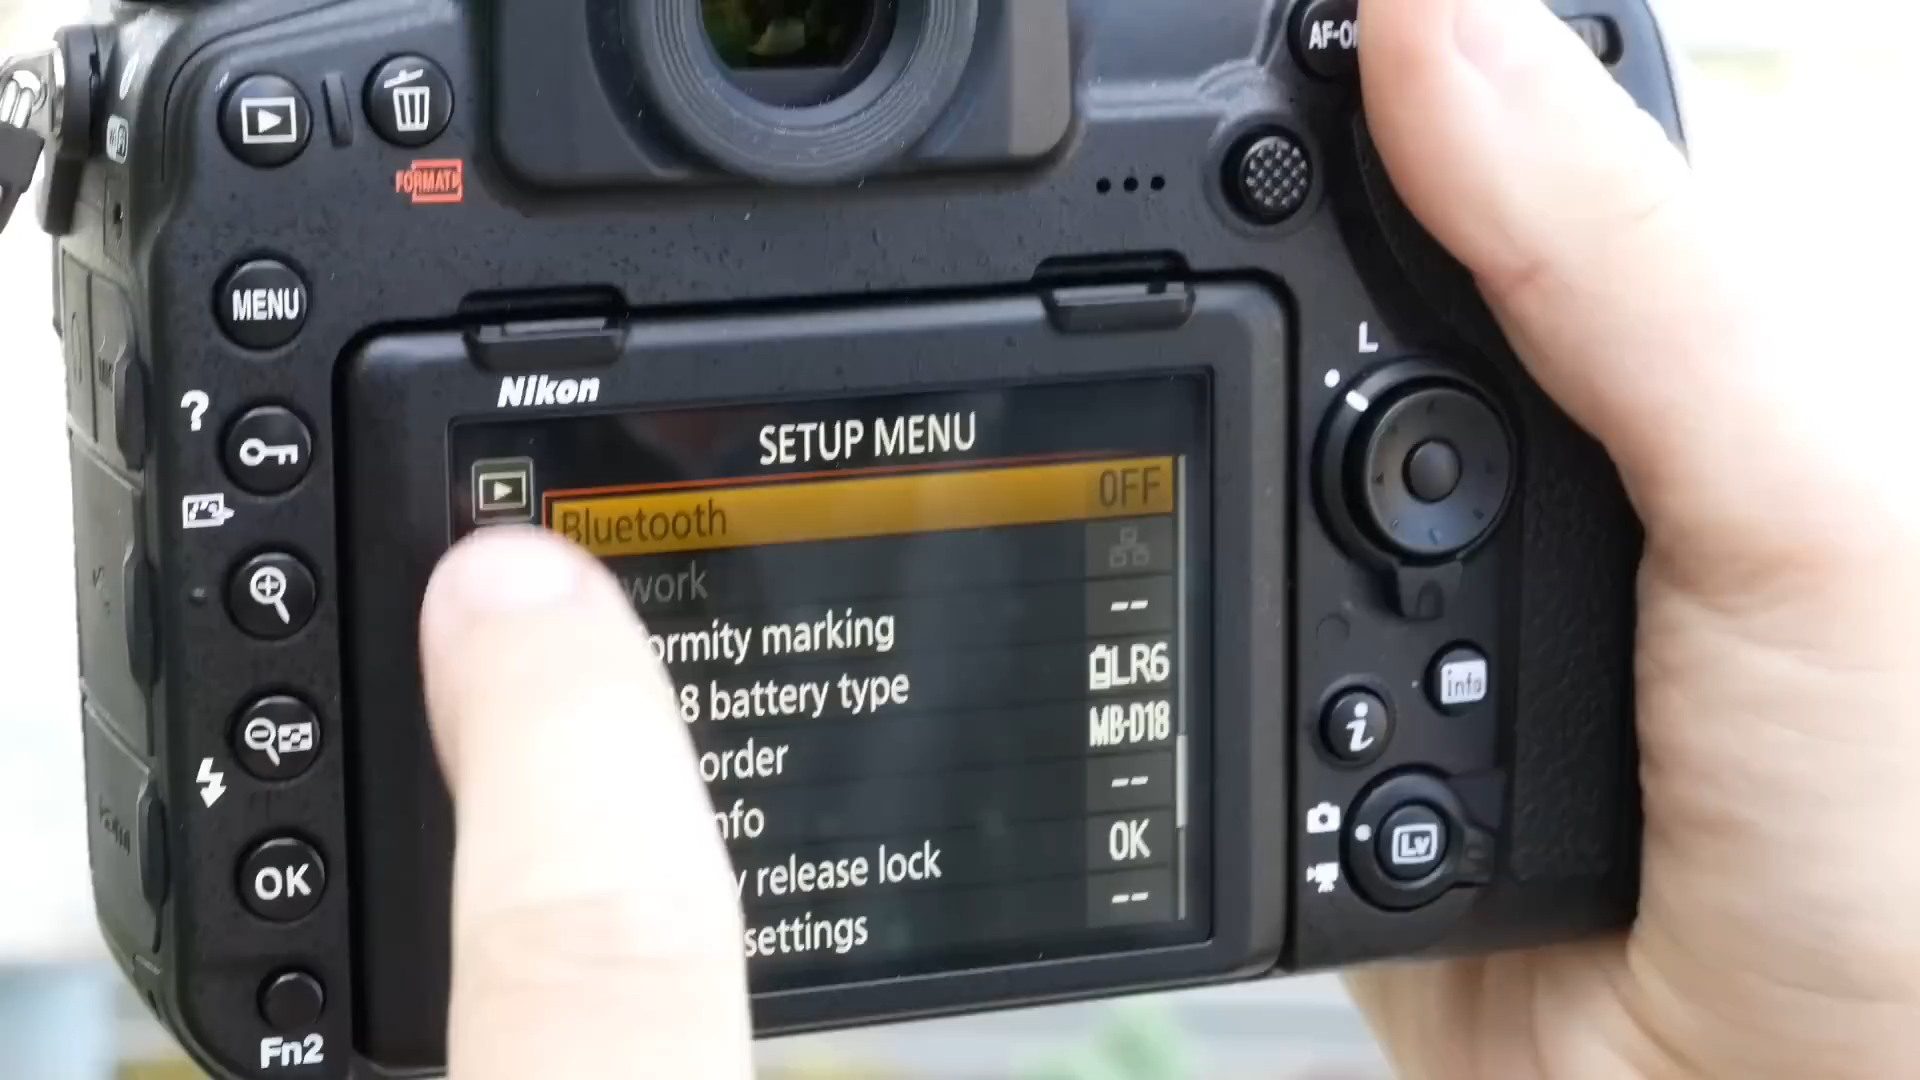 AF-ON
FORMAT
MENU
L
?
Nikon
SETUP MENU
Bluetooth OFF
work
ormity marking --
8 battery type LR6
order MB-D18
nfo --
y release lock OK
settings --
info
i
Lv
OK
Fn2